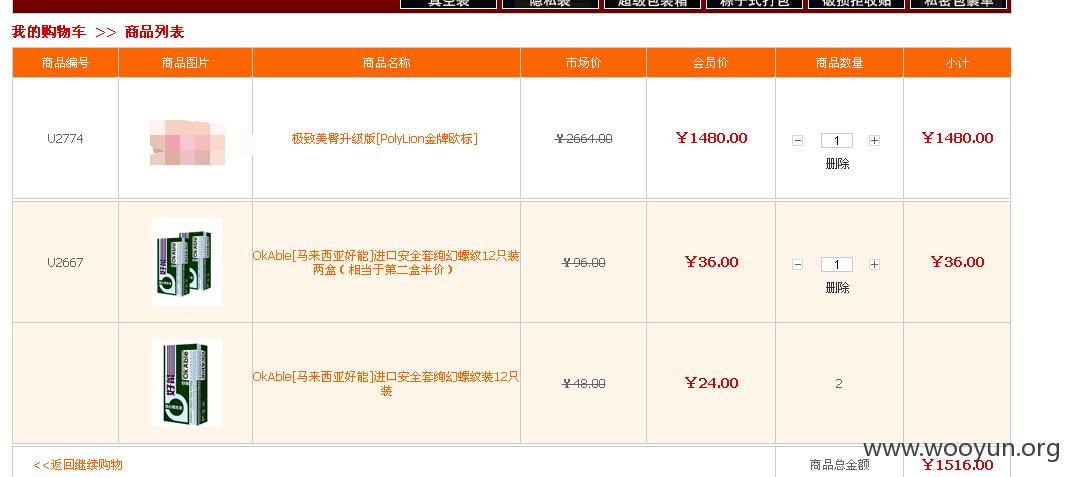 真空装 隐私装 超级包装箱 粽子式打包 破损拒收贴 私密包裹单
我的购物车 >> 商品列表
商品编号 商品图片 商品名称 市场价 会员价 商品数量 小计
U2774 极致美臀升级版[PolyLion金牌欧标] ￥2664.00 ￥1480.00 1 ￥1480.00
删除
OkAble[马来西亚好能]进口安全套绚幻螺纹12只装
U2667 两盒（相当于第二盒半价） ￥96.00 ￥36.00 1 ￥36.00
删除
OkAble[马来西亚好能]进口安全套绚幻螺纹装12只
装 ￥48.00 ￥24.00 2
www.wooyun.org
<<返回继续购物 商品总金额 ￥1516.00